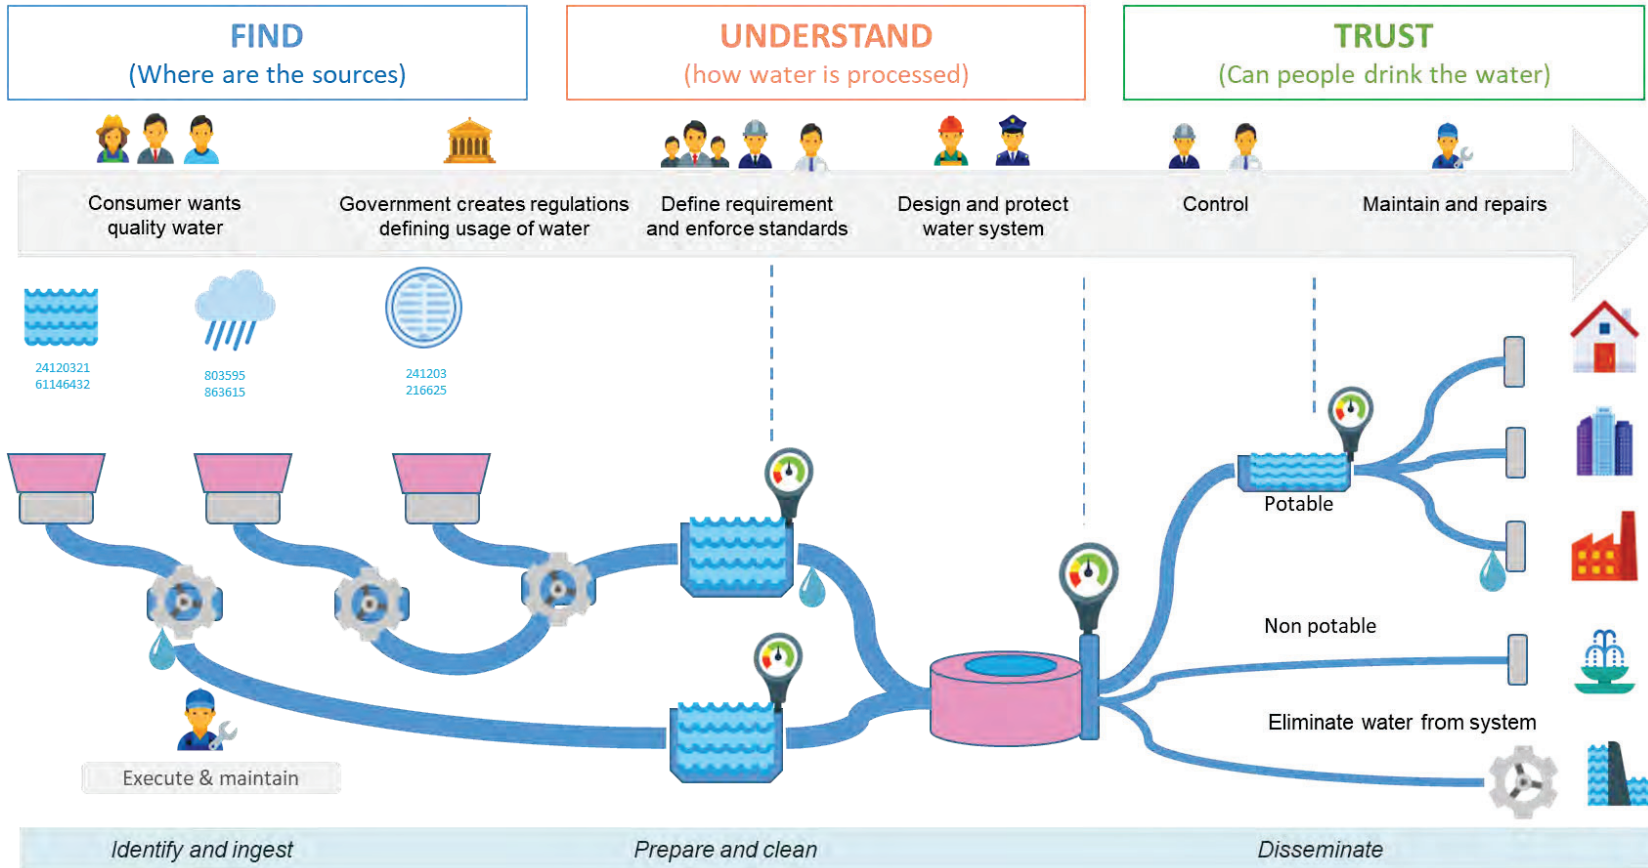 FIND
(Where are the sources)
UNDERSTAND
(how water is processed)
TRUST
(Can people drink the water)
Consumer wants
quality water
Government creates regulations
defining usage of water
Define requirement
and enforce standards
Design and protect
water system
Control
Maintain and repairs
24120321
61146432
803595
863615
241203
216625
Potable
Non potable
Eliminate water from system
Execute & maintain
Identify and ingest
Prepare and clean
Disseminate